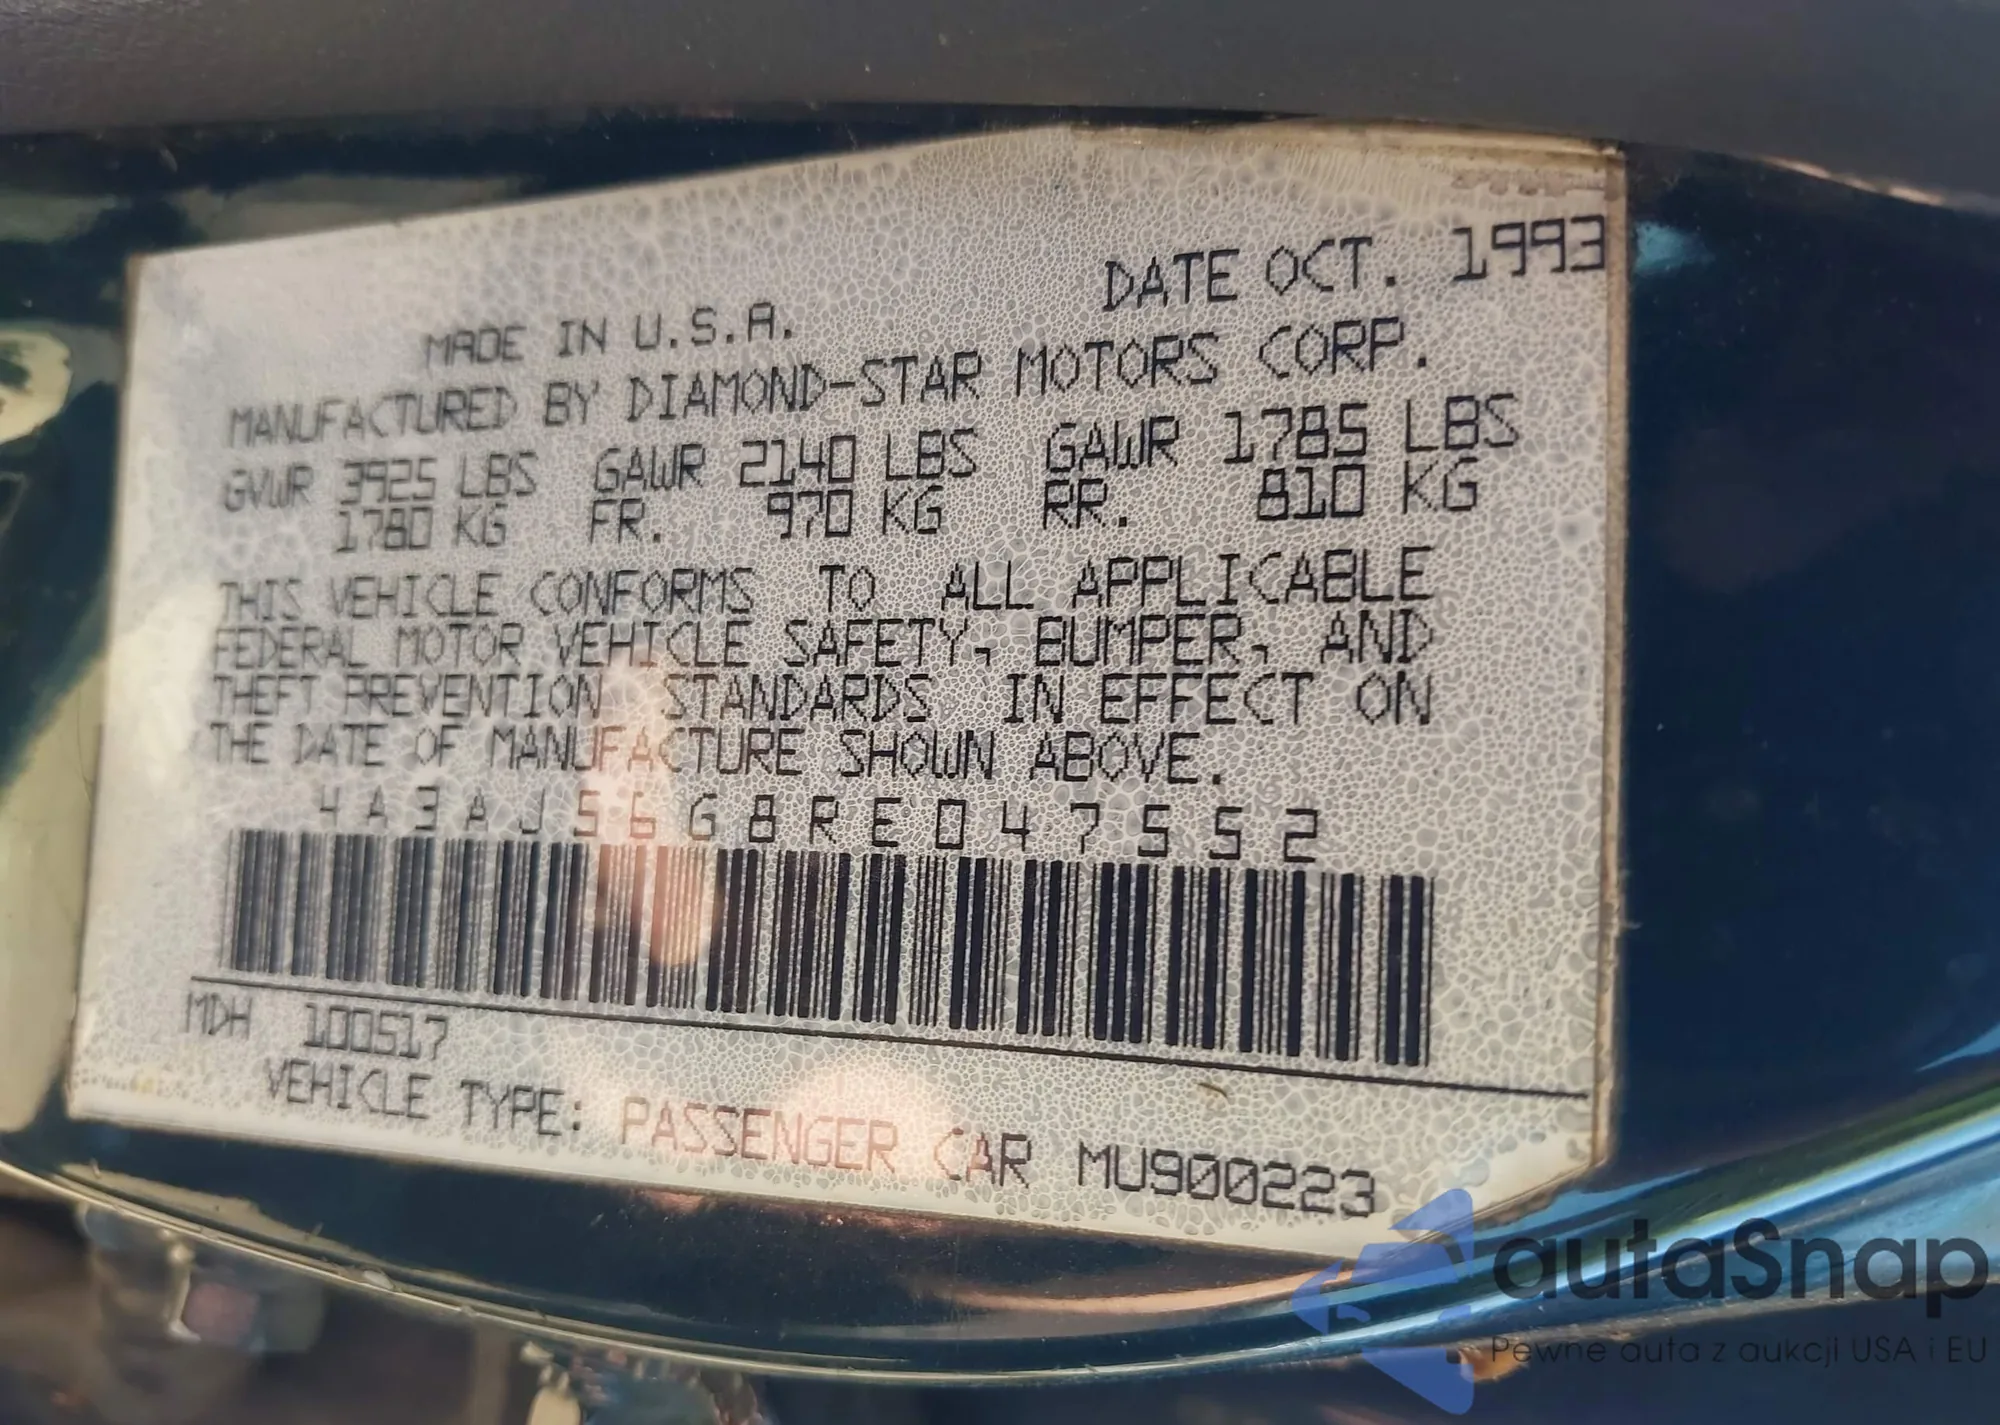 DATE OCT. 1993
MADE IN U.S.A.
MANUFACTURED BY DIAMOND-STAR MOTORS CORP.
GVWR 3925 LBS GAWR 2140 LBS GAWR 1785 LBS
1780 KG FR. 970 KG RR. 810 KG
THIS VEHICLE CONFORMS TO ALL APPLICABLE
FEDERAL MOTOR VEHICLE SAFETY, BUMPER, AND
THEFT PREVENTION STANDARDS IN EFFECT ON
THE DATE OF MANUFACTURE SHOWN ABOVE.
4A3AJ56G8RE047552
MDH 100517
VEHICLE TYPE: PASSENGER CAR MU900223
autaSnap
Pewne auta z aukcji USA i EU